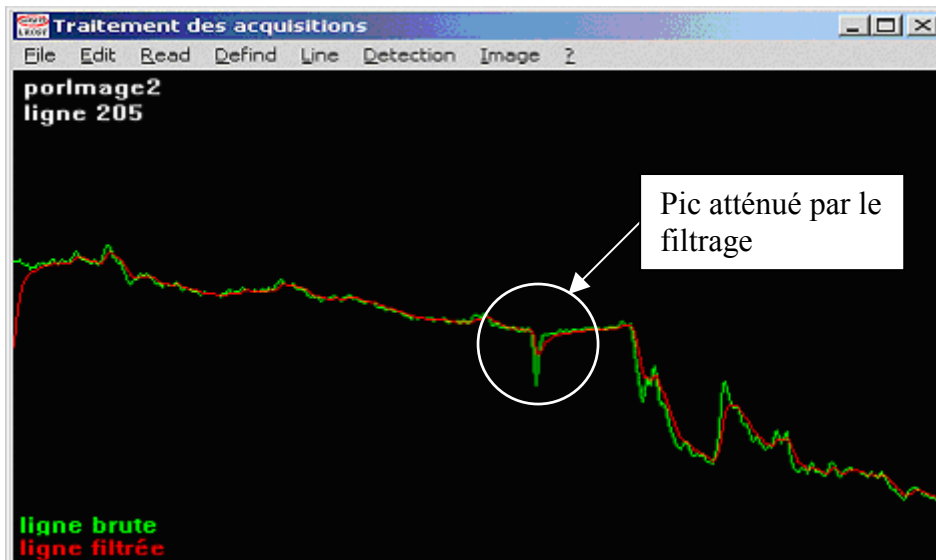 Traitement des acquisitions
File Edit Read Defind Line Detection Image ?
porImage2
ligne 205
Pic atténué par le
filtrage
ligne brute
ligne filtrée